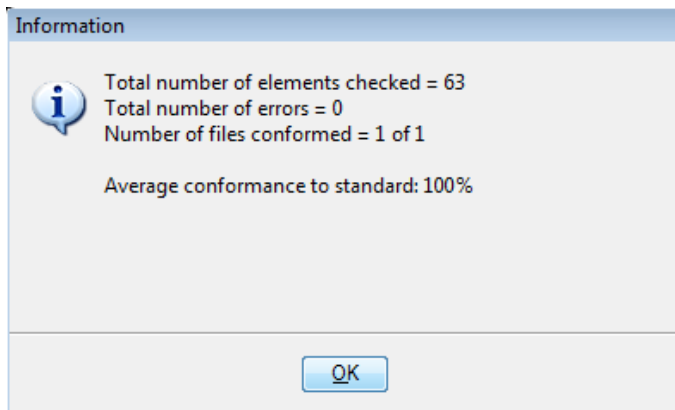 Information
Total number of elements checked = 63
Total number of errors = 0
Number of files conformed = 1 of 1
Average conformance to standard: 100%
OK